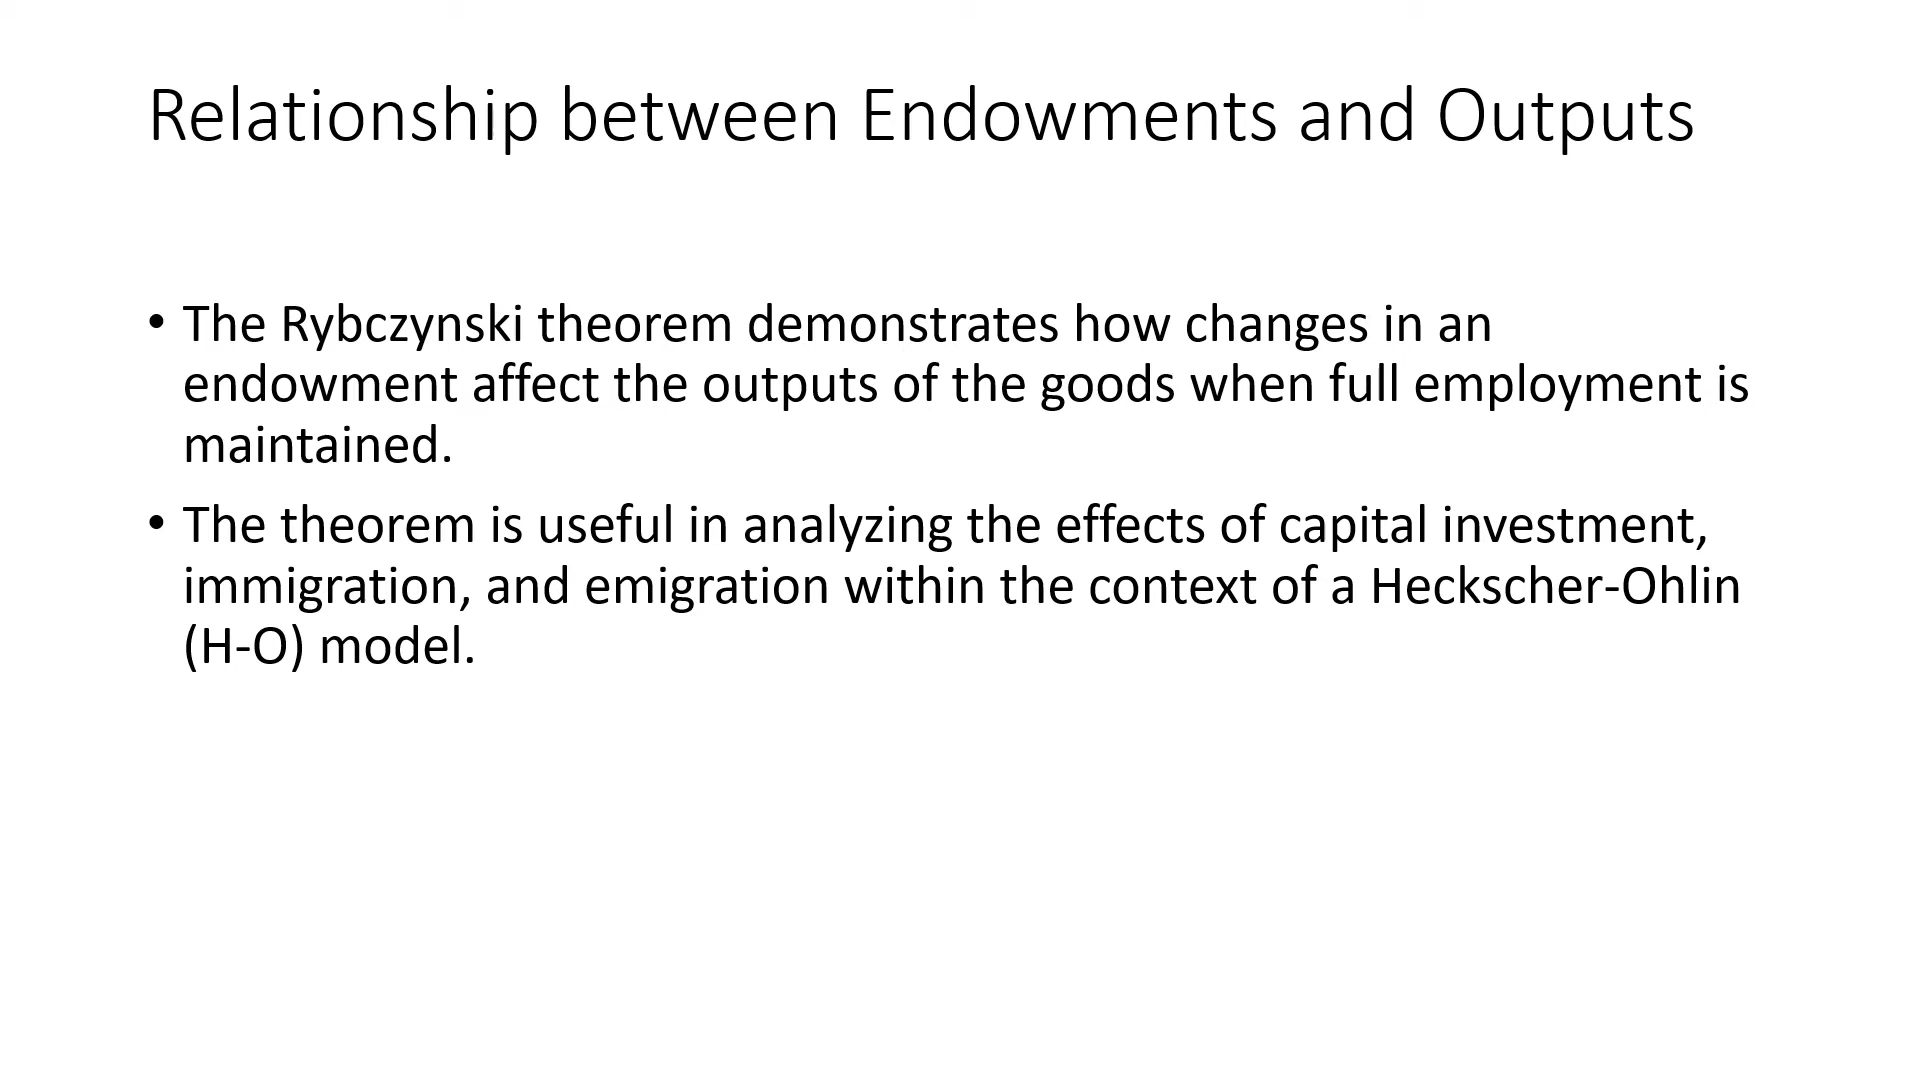 Relationship between Endowments and Outputs
• The Rybczynski theorem demonstrates how changes in an
endowment affect the outputs of the goods when full employment is
maintained.
• The theorem is useful in analyzing the effects of capital investment,
immigration, and emigration within the context of a Heckscher-Ohlin
(H-O) model.